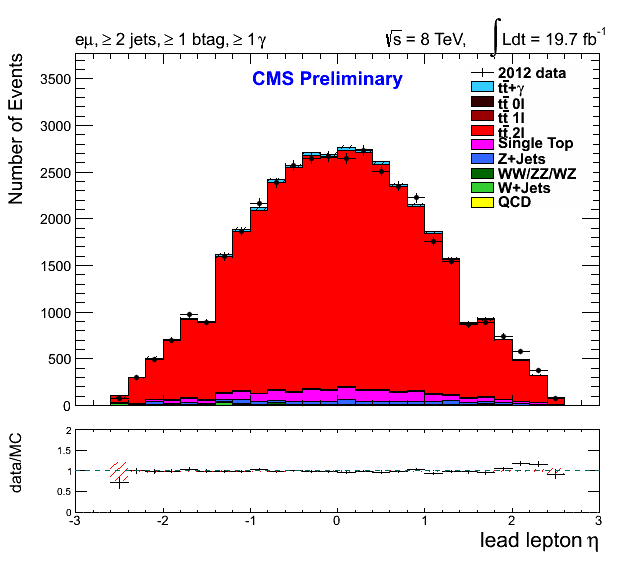 eμ, ≥ 2 jets, ≥ 1 btag, ≥ 1 γ
√s = 8 TeV, ∫ Ldt = 19.7 fb⁻¹
CMS Preliminary
2012 data
tt̄+γ
tt̄ 0l
tt̄ 1l
tt̄ 2l
Single Top
Z+Jets
WW/ZZ/WZ
W+Jets
QCD
Number of Events
3500
3000
2500
2000
1500
1000
500
0
data/MC
2
1.5
1
0.5
0
-3 -2 -1 0 1 2 3
lead lepton η